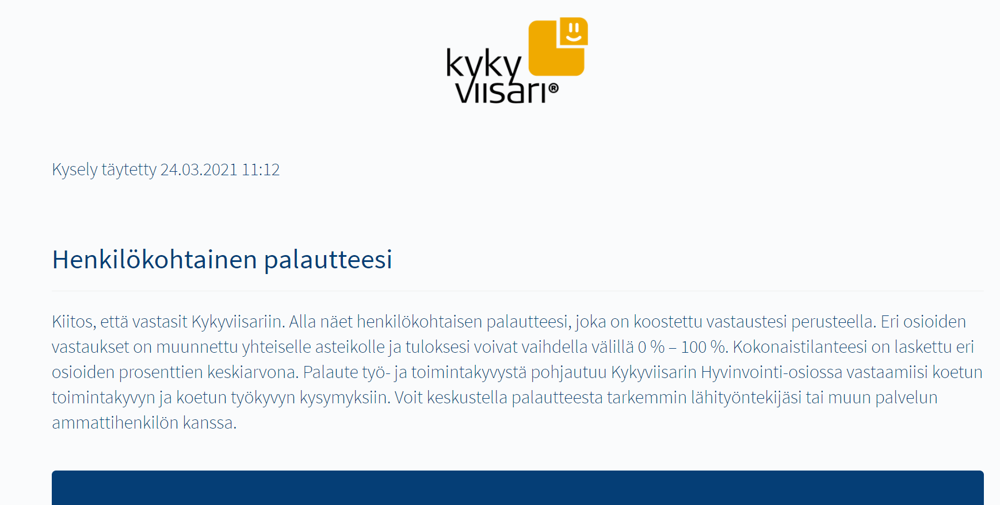 kyky
viisari®
Kysely täytetty 24.03.2021 11:12
Henkilökohtainen palautteesi
Kiitos, että vastasit Kykyviisariin. Alla näet henkilökohtaisen palautteesi, joka on koostettu vastaustesi perusteella. Eri osioiden
vastaukset on muunnettu yhteiselle asteikolle ja tuloksesi voivat vaihdella välillä 0 % – 100 %. Kokonaistilanteesi on laskettu eri
osioiden prosenttien keskiarvona. Palaute työ- ja toimintakyvystä pohjautuu Kykyviisarin Hyvinvointi-osiossa vastaamiisi koetun
toimintakyvyn ja koetun työkyvyn kysymyksiin. Voit keskustella palautteesta tarkemmin lähityöntekijäsi tai muun palvelun
ammattihenkilön kanssa.